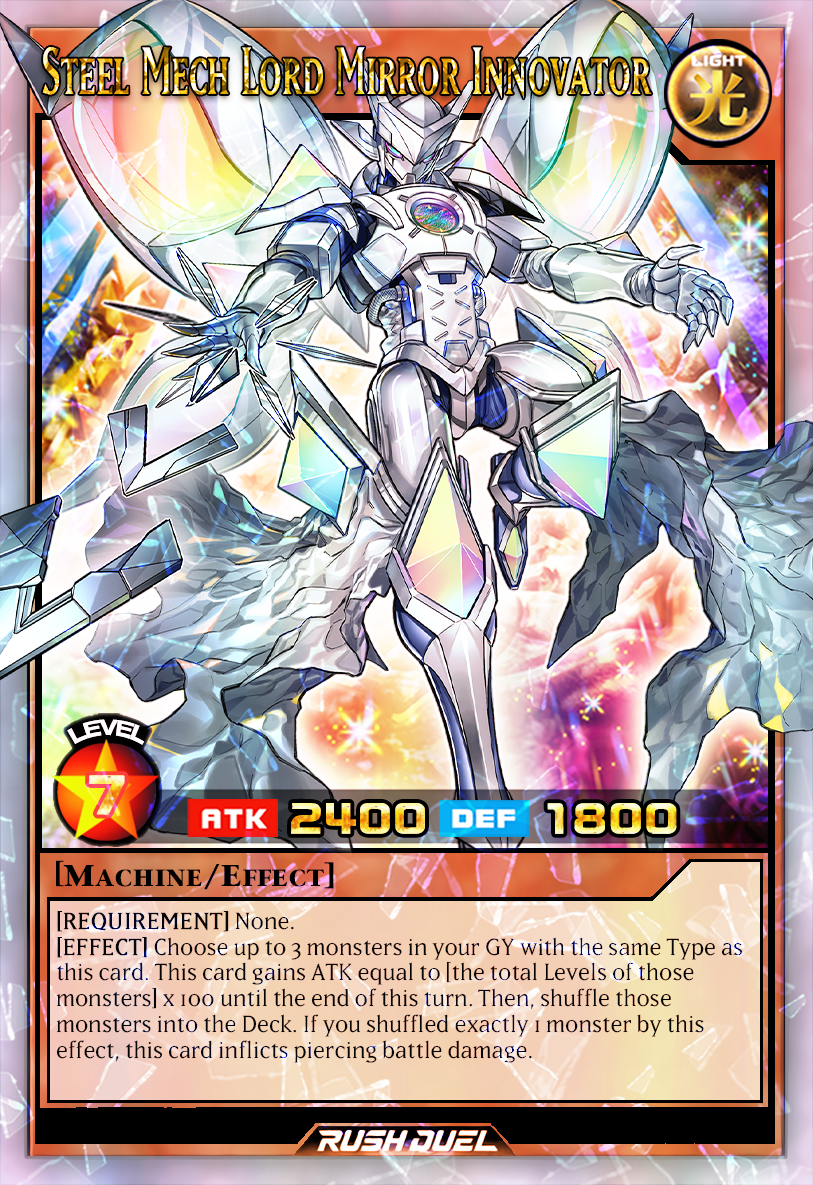 Steel Mech Lord Mirror Innovator
LIGHT
光
LEVEL
7
ATK 2400 DEF 1800
[Machine/Effect]
[REQUIREMENT] None.
[EFFECT] Choose up to 3 monsters in your GY with the same Type as
this card. This card gains ATK equal to [the total Levels of those
monsters] x 100 until the end of this turn. Then, shuffle those
monsters into the Deck. If you shuffled exactly 1 monster by this
effect, this card inflicts piercing battle damage.
RUSH DUEL